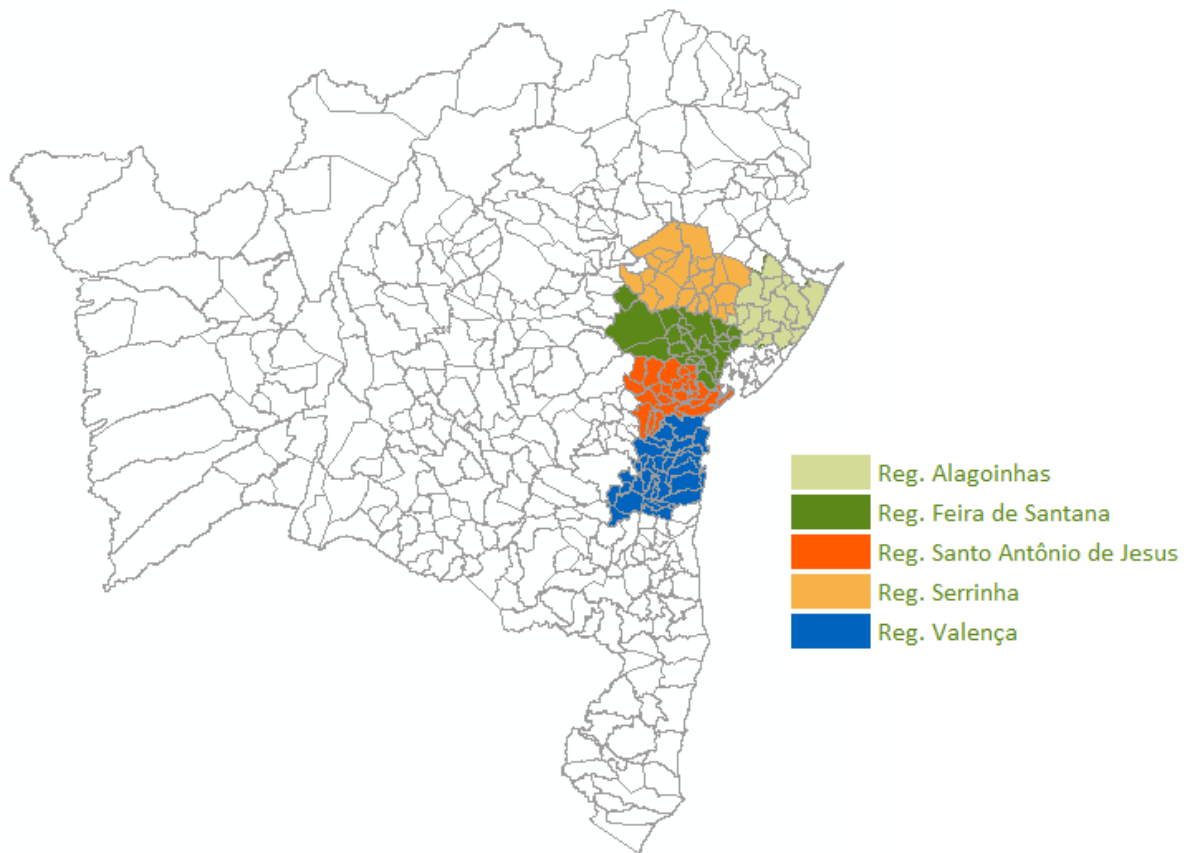 Reg. Alagoinhas
Reg. Feira de Santana
Reg. Santo Antônio de Jesus
Reg. Serrinha
Reg. Valença